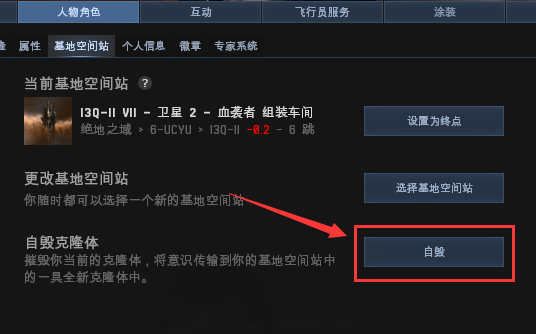 人物角色 互动 飞行员服务 涂装
属性 基地空间站 个人信息 徽章 专家系统
当前基地空间站 ?
I3Q-II VII - 卫星 2 - 血袭者 组装车间
绝地之域 > 6-UCYU > I3Q-II -0.2 - 6 跳
设置为终点
更改基地空间站
你随时都可以选择一个新的基地空间站
选择基地空间站
自毁克隆体
摧毁你当前的克隆体，将意识传输到你的基地空间站中
的一具全新克隆体中。
自毁